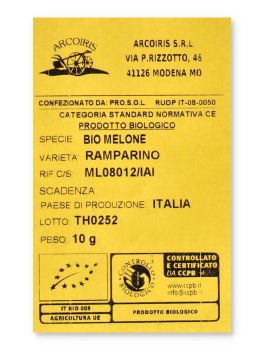 ARCOIRIS
ARCOIRIS S.R.L
VIA P.RIZZOTTO, 46
41126 MODENA MO
CONFEZIONATO DA: PRO.S.O.L. RUOP IT-08-0050
CATEGORIA STANDARD NORMATIVA CE
PRODOTTO BIOLOGICO
SPECIE BIO MELONE
VARIETA' RAMPARINO
RIF C/S: ML08012/IAI
SCADENZA
PAESE DI PRODUZIONE: ITALIA
LOTTO: TH0252
PESO: 10 g
CONTROLLO BIOLOGICO
CONTROLLATO
E CERTIFICATO
DA CCPB
www.ccpb.it
info@ccpb.it
IT BIO 009
AGRICOLTURA UE
PRODOTTO BIOLOGICO